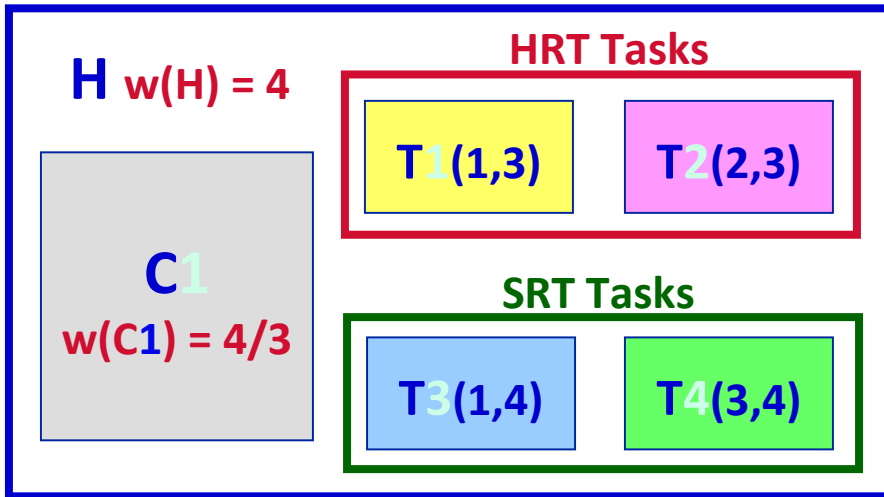 H w(H) = 4
C1
w(C1) = 4/3
HRT Tasks
T1(1,3)
T2(2,3)
SRT Tasks
T3(1,4)
T4(3,4)